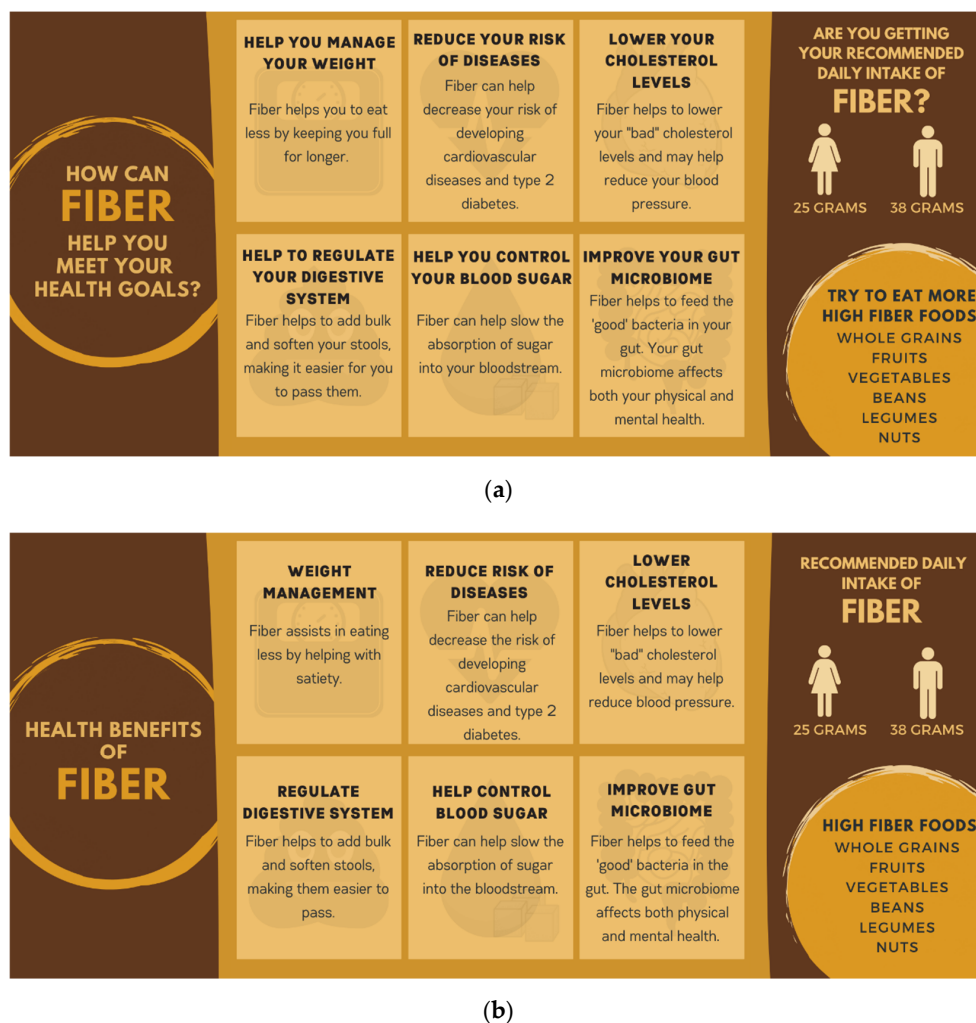 HOW CAN
FIBER
HELP YOU
MEET YOUR
HEALTH GOALS?
HELP YOU MANAGE
YOUR WEIGHT
Fiber helps you to eat
less by keeping you full
for longer.
REDUCE YOUR RISK
OF DISEASES
Fiber can help
decrease your risk of
developing
cardiovascular
diseases and type 2
diabetes.
LOWER YOUR
CHOLESTEROL
LEVELS
Fiber helps to lower
your "bad" cholesterol
levels and may help
reduce your blood
pressure.
HELP TO REGULATE
YOUR DIGESTIVE
SYSTEM
Fiber helps to add bulk
and soften your stools,
making it easier for you
to pass them.
HELP YOU CONTROL
YOUR BLOOD SUGAR
Fiber can help slow the
absorption of sugar
into your bloodstream.
IMPROVE YOUR GUT
MICROBIOME
Fiber helps to feed the
'good' bacteria in your
gut. Your gut
microbiome affects
both your physical and
mental health.
ARE YOU GETTING
YOUR RECOMMENDED
DAILY INTAKE OF
FIBER?
25 GRAMS 38 GRAMS
TRY TO EAT MORE
HIGH FIBER FOODS
WHOLE GRAINS
FRUITS
VEGETABLES
BEANS
LEGUMES
NUTS
(a)
HEALTH BENEFITS
OF
FIBER
WEIGHT
MANAGEMENT
Fiber assists in eating
less by helping with
satiety.
REDUCE RISK OF
DISEASES
Fiber can help
decrease the risk of
developing
cardiovascular
diseases and type 2
diabetes.
LOWER
CHOLESTEROL
LEVELS
Fiber helps to lower
"bad" cholesterol
levels and may help
reduce blood pressure.
REGULATE
DIGESTIVE SYSTEM
Fiber helps to add bulk
and soften stools,
making them easier to
pass.
HELP CONTROL
BLOOD SUGAR
Fiber can help slow the
absorption of sugar
into the bloodstream.
IMPROVE GUT
MICROBIOME
Fiber helps to feed the
'good' bacteria in the
gut. The gut microbiome
affects both physical
and mental health.
RECOMMENDED DAILY
INTAKE OF
FIBER
25 GRAMS 38 GRAMS
HIGH FIBER FOODS
WHOLE GRAINS
FRUITS
VEGETABLES
BEANS
LEGUMES
NUTS
(b)